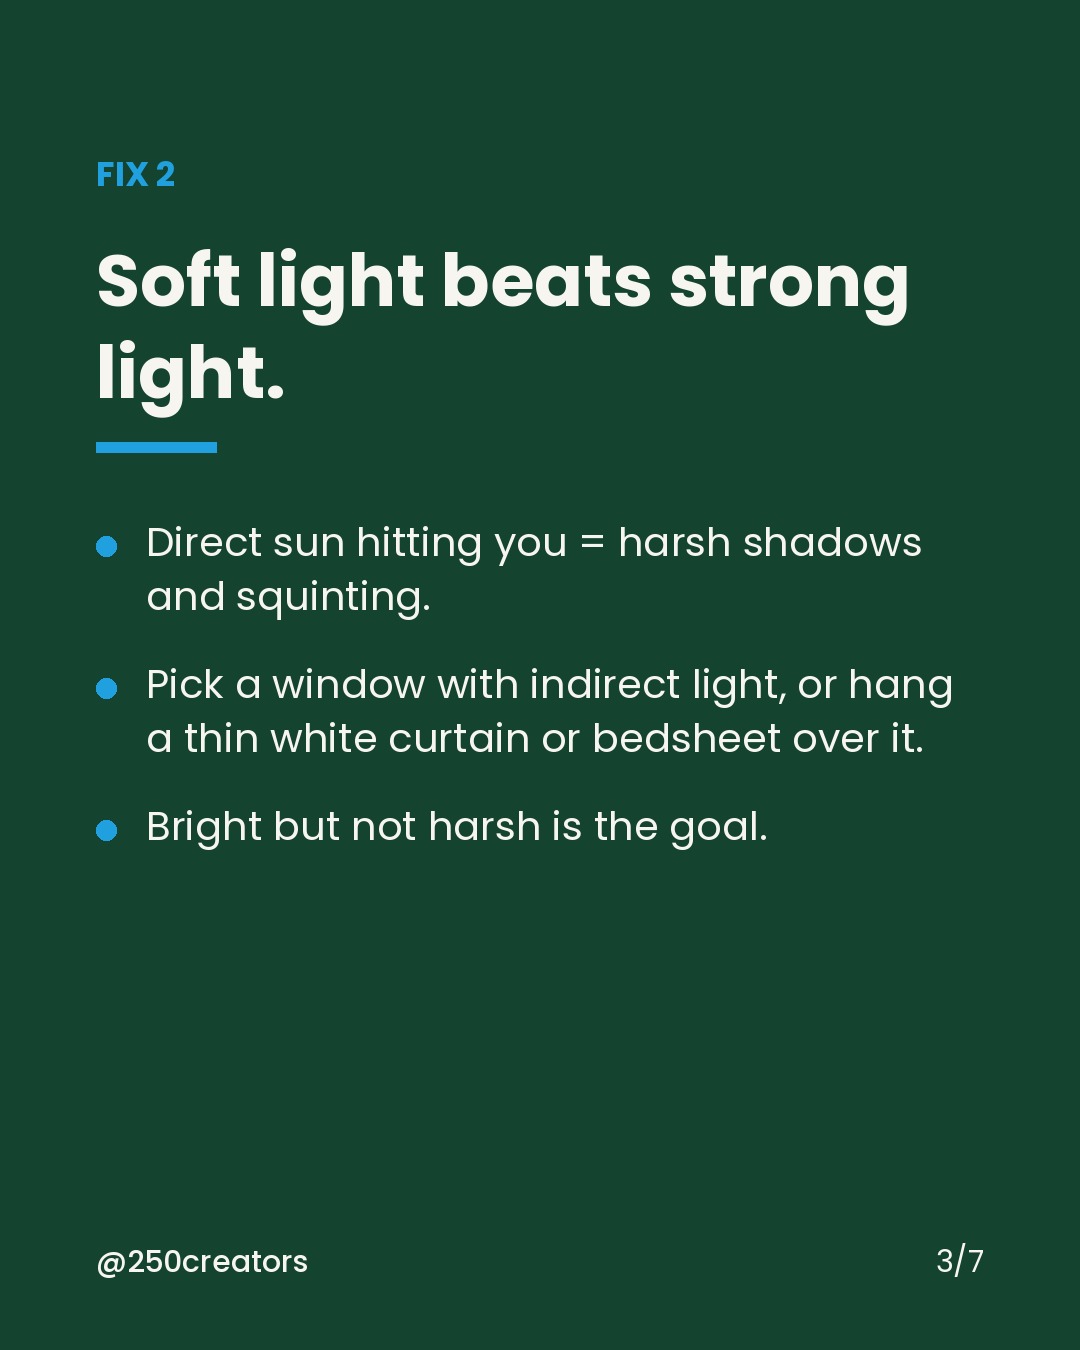 FIX 2
Soft light beats strong
light.
Direct sun hitting you = harsh shadows
and squinting.
Pick a window with indirect light, or hang
a thin white curtain or bedsheet over it.
Bright but not harsh is the goal.
@250creators
3/7